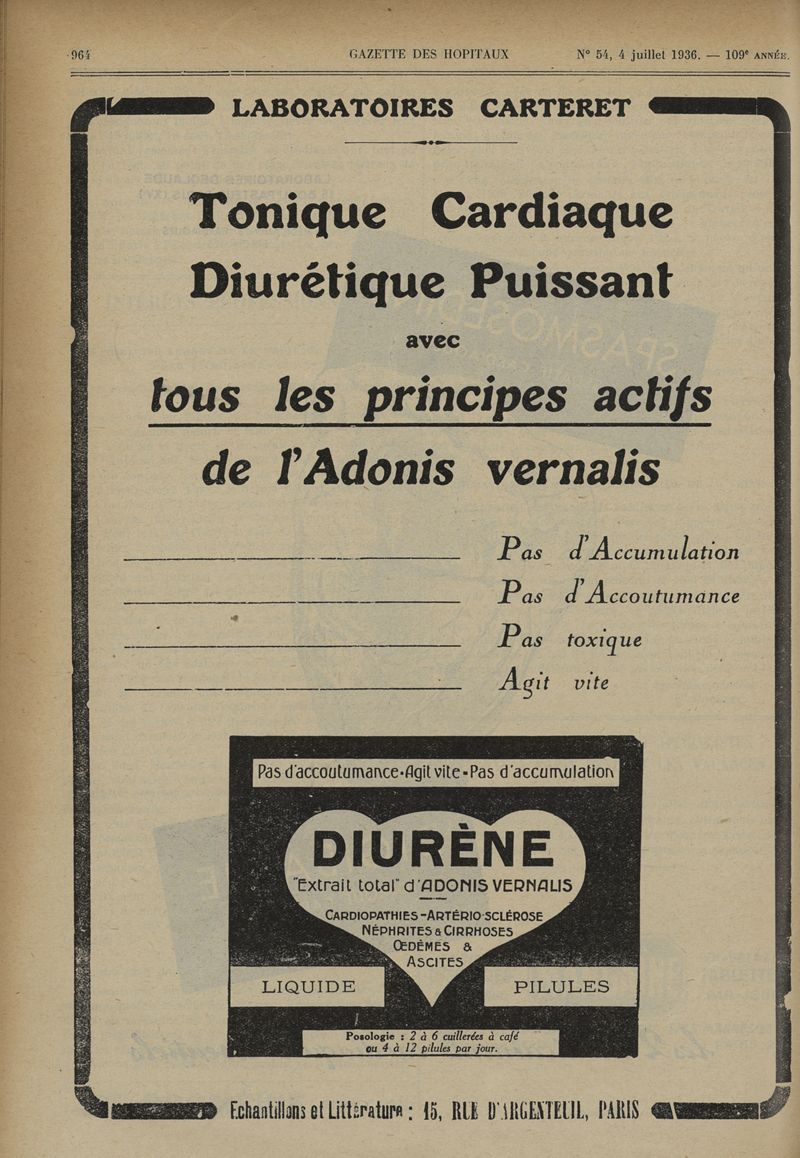 964 GAZETTE DES HOPITAUX N° 54, 4 juillet 1936. — 109e ANNÉE.
LABORATOIRES CARTERET
Tonique Cardiaque
Diurétique Puissant
avec
tous les principes actifs
de l'Adonis vernalis
Pas d'Accumulation
Pas d'Accoutumance
Pas toxique
Agit vite
Pas d'accoutumance-Agit vite-Pas d'accumulation
DIURÈNE
"Extrait total" d'ADONIS VERNALIS
CARDIOPATHIES-ARTÉRIO-SCLÉROSE
NÉPHRITES & CIRRHOSES
ŒDÈMES &
ASCITES
LIQUIDE PILULES
Posologie : 2 à 6 cuillerées à café
ou 4 à 12 pilules par jour.
Echantillons et Littérature : 15, RUE D'ARGENTEUIL, PARIS